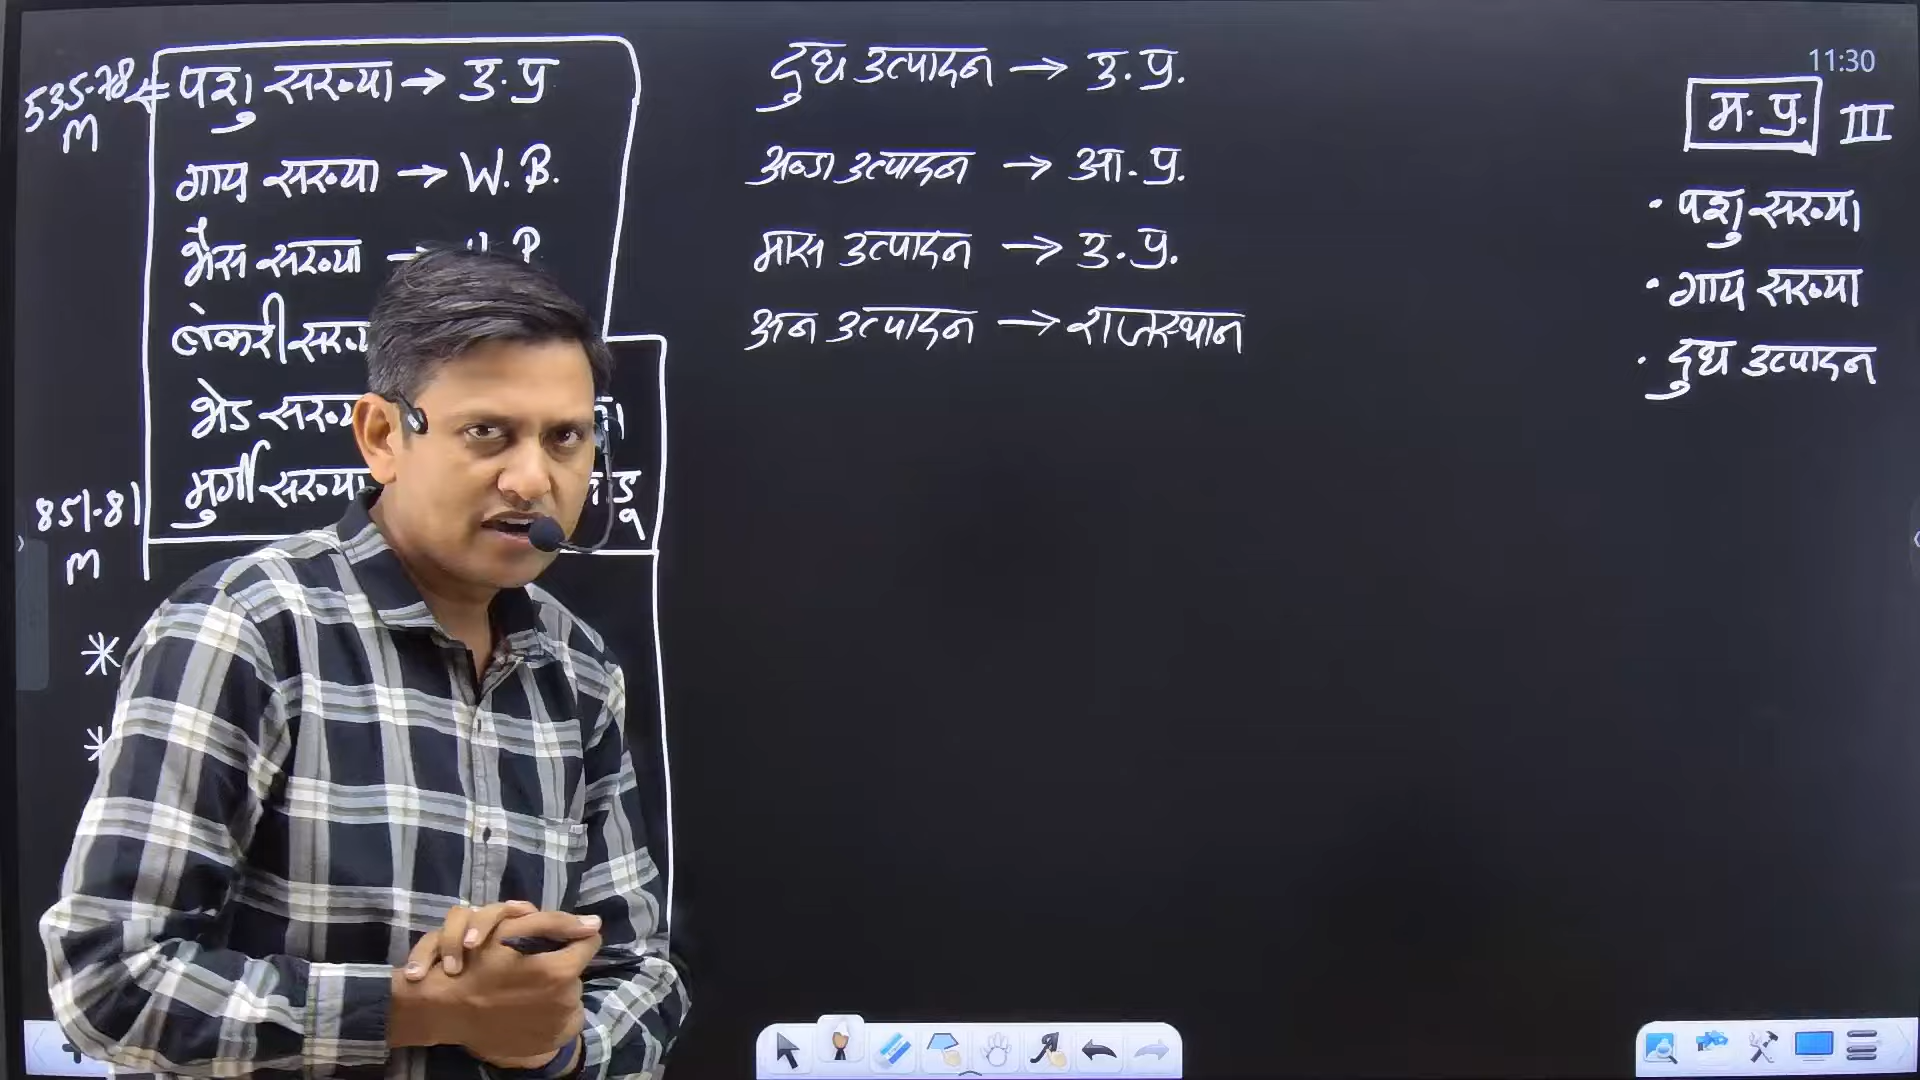 535.78 M
पशु संख्या → उ.प्र
गाय संख्या → W.B.
भैंस संख्या →
बकरी
भेड संख्या
मुर्गी संख्या
851.81 M
*
*
दुध उत्पादन → उ.प्र.
अण्डा उत्पादन → आ.प्र.
मांस उत्पादन → उ.प्र.
ऊन उत्पादन → राजस्थान
11:30
म.प्र. III
• पशु संख्या
• गाय संख्या
• दुध उत्पादन